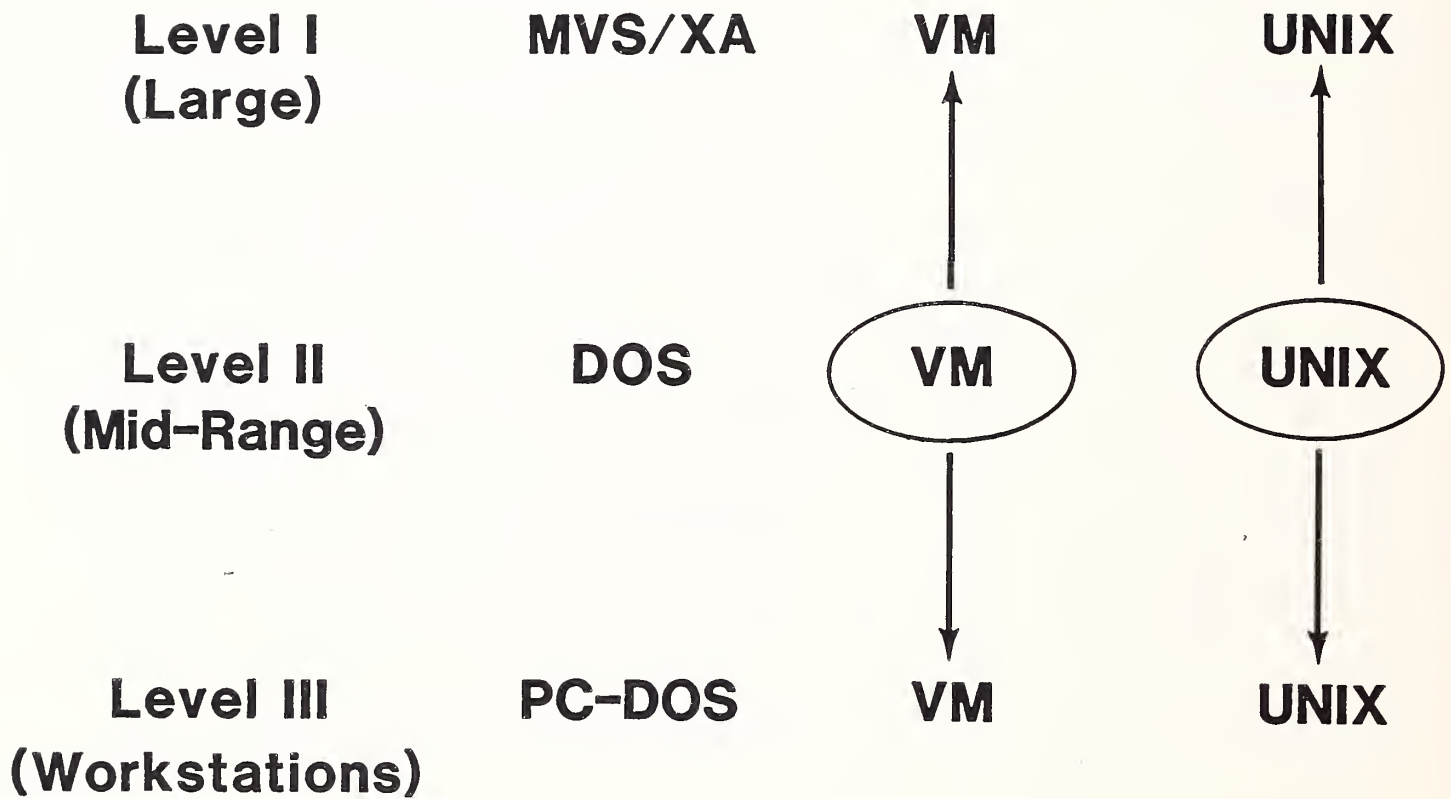 Level I MVS/XA VM UNIX
(Large)
Level II DOS VM UNIX
(Mid-Range)
Level III PC-DOS VM UNIX
(Workstations)